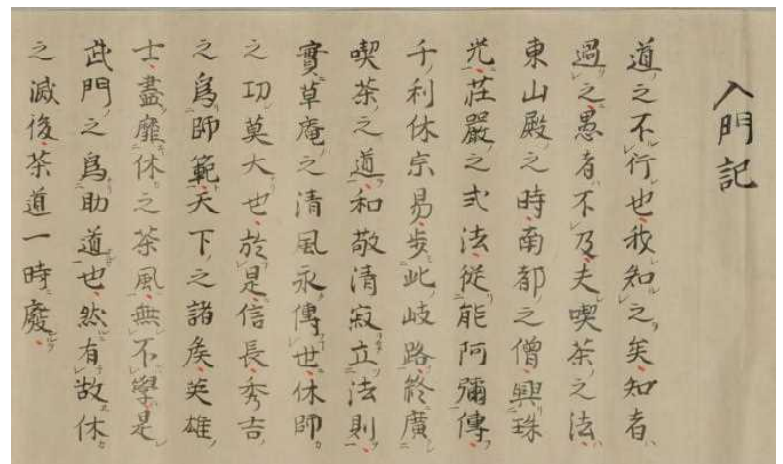 入門記
道之不行也我知之矣知者
過之愚者不及夫喫茶之法
東山殿之時南都之僧興珠
光莊嚴之式法從能阿彌傳
千利休宗易歩此岐路終廣
喫茶之道和敬清寂立法則
實草庵之清風永傳世休師
之功莫大也於是信長秀吉
之爲師範天下之諸侯英雄
士盡靡休之茶風無不學是
武門之爲助道也然有故休
之滅後茶道一時廢